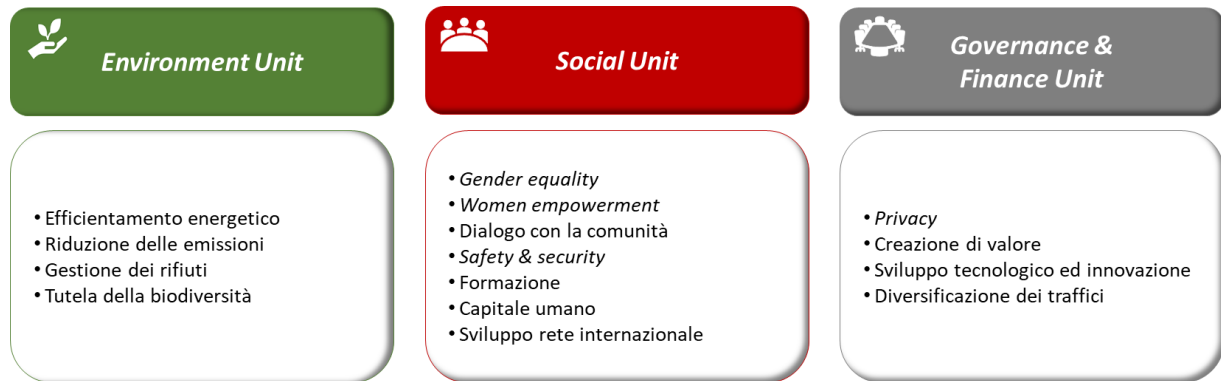 Environment Unit
• Efficientamento energetico
• Riduzione delle emissioni
• Gestione dei rifiuti
• Tutela della biodiversità
Social Unit
• Gender equality
• Women empowerment
• Dialogo con la comunità
• Safety & security
• Formazione
• Capitale umano
• Sviluppo rete internazionale
Governance &
Finance Unit
• Privacy
• Creazione di valore
• Sviluppo tecnologico ed innovazione
• Diversificazione dei traffici